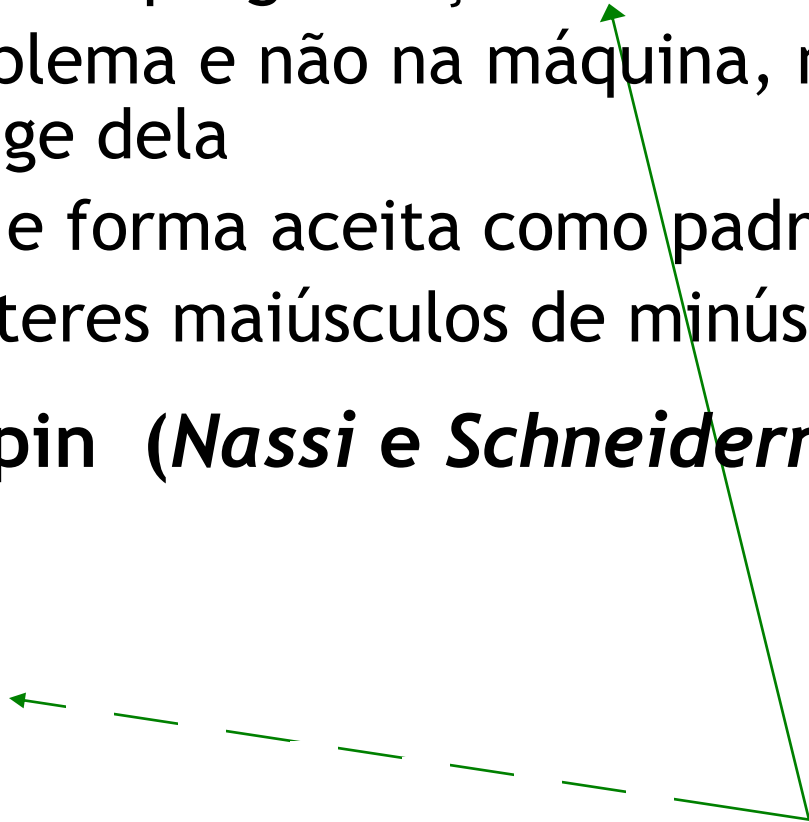 blema e não na máquina,
ge dela
e forma aceita como padr
teres maiúsculos de minús
pin (Nassi e Schneider